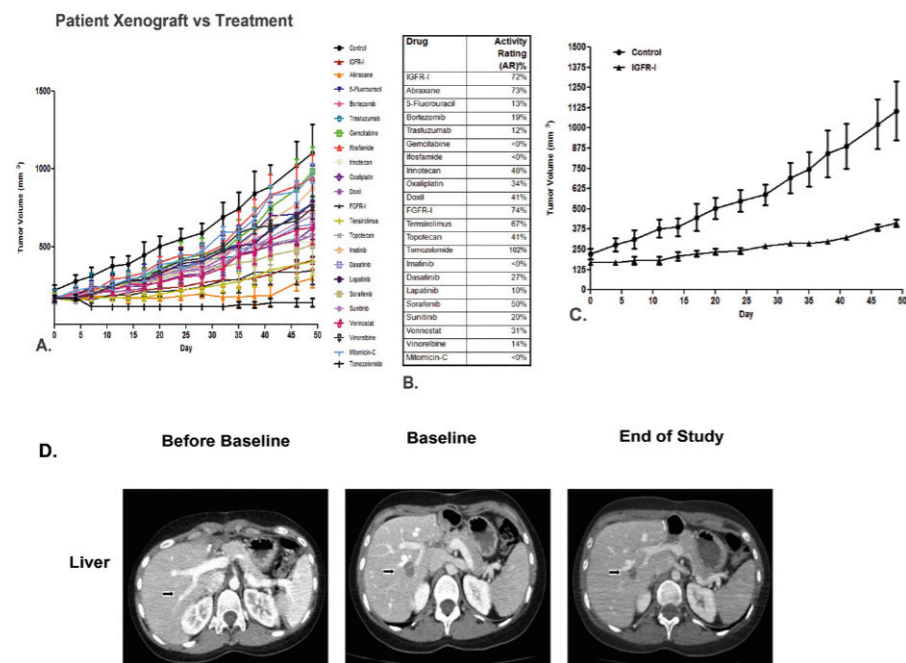 Patient Xenograft vs Treatment
Tumor Volume (mm ³)
1500
1000
500
0
5
10
15
20
25
30
35
40
45
50
Day
A.
Control
IGFR-I
Abraxane
5-Fluorouracil
Bortezomib
Trastuzumab
Gemcitabine
Ifosfamide
Irinotecan
Oxaliplatin
Doxil
FGFR-I
Temsirolimus
Topotecan
Imatinib
Dasatinib
Lapatinib
Sorafenib
Sunitinib
Vorinostat
Vinorelbine
Mitomicin-C
Tomozolomide
Drug Activity Rating (AR)%
IGFR-I 72%
Abraxane 73%
5-Fluorouracil 13%
Bortezomib 19%
Trastuzumab 12%
Gemcitabine <0%
Ifosfamide <0%
Irinotecan 48%
Oxaliplatin 34%
Doxil 41%
FGFR-I 74%
Temsirolimus 67%
Topotecan 41%
Tomozolomide 102%
Imatinib <0%
Dasatinib 27%
Lapatinib 10%
Sorafenib 50%
Sunitinib 20%
Vorinostat 31%
Vinorelbine 14%
Mitomicin-C <0%
B.
Control
IGFR-I
Tumor Volume (mm ³)
1500
1375
1250
1125
1000
875
750
625
500
375
250
125
0
5
10
15
20
25
30
35
40
45
50
Day
C.
D.
Before Baseline
Baseline
End of Study
Liver